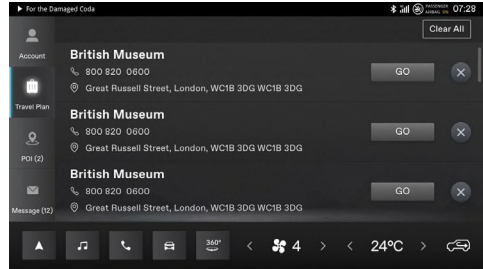 For the Damaged Coda
PASSENGER
AIRBAG ON
07:28
Clear All
Account
Travel Plan
POI (2)
Message (12)
British Museum
800 820 0600
GO
Great Russell Street, London, WC1B 3DG WC1B 3DG
British Museum
800 820 0600
GO
Great Russell Street, London, WC1B 3DG WC1B 3DG
British Museum
800 820 0600
GO
Great Russell Street, London, WC1B 3DG WC1B 3DG
360°
4
24°C